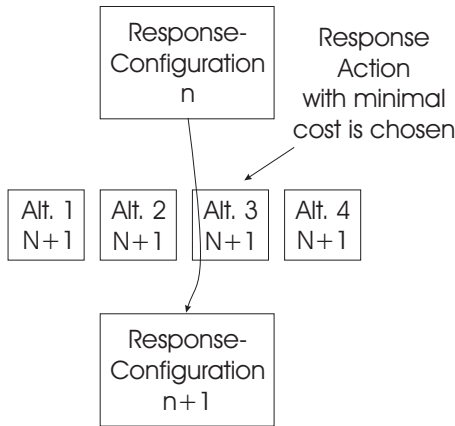 Response-
Configuration
n
Response
Action
with minimal
cost is chosen
Alt. 1
N+1
Alt. 2
N+1
Alt. 3
N+1
Alt. 4
N+1
Response-
Configuration
n+1